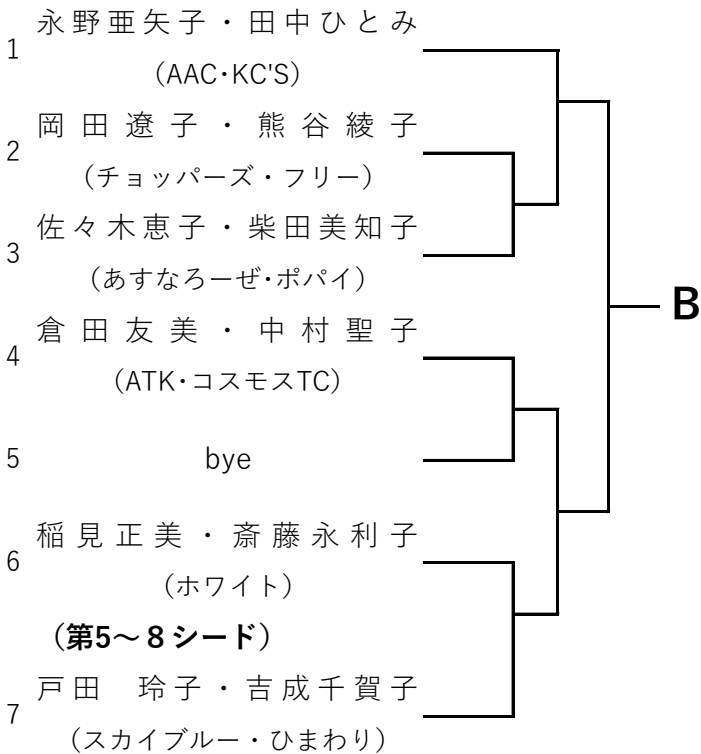 永野亜矢子・田中ひとみ
1
(AAC・KC'S)
岡田遼子・熊谷綾子
2
(チョッパーズ・フリー)
佐々木恵子・柴田美知子
3
(あすなろーぜ・ポパイ)
倉田友美・中村聖子
4
(ATK・コスモスTC)
B
5 bye
稲見正美・斎藤永利子
6
(ホワイト)
(第5～８シード)
戸田　玲子・吉成千賀子
7
(スカイブルー・ひまわり)